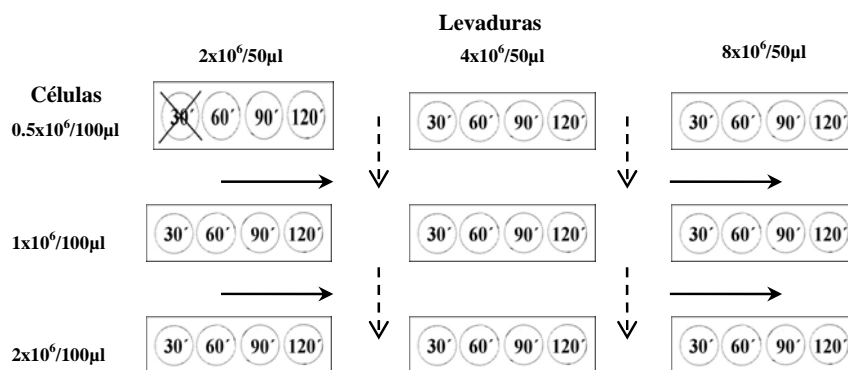 Levaduras
2x10⁶/50µl 4x10⁶/50µl 8x10⁶/50µl
Células
0.5x10⁶/100µl 30´ 60´ 90´ 120´ 30´ 60´ 90´ 120´ 30´ 60´ 90´ 120´
1x10⁶/100µl 30´ 60´ 90´ 120´ 30´ 60´ 90´ 120´ 30´ 60´ 90´ 120´
2x10⁶/100µl 30´ 60´ 90´ 120´ 30´ 60´ 90´ 120´ 30´ 60´ 90´ 120´